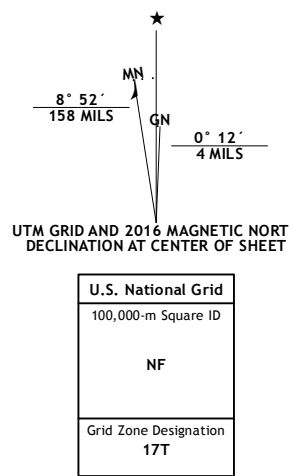 ★
MN
8° 52´
158 MILS
GN
0° 12´
4 MILS
UTM GRID AND 2016 MAGNETIC NORT
DECLINATION AT CENTER OF SHEET
U.S. National Grid
100,000-m Square ID
NF
Grid Zone Designation
17T